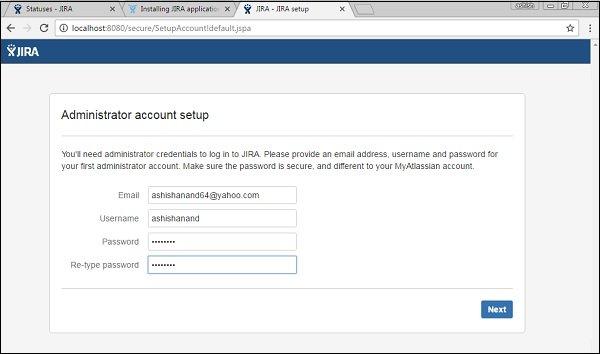 Statuses - JIRA
Installing JIRA application
JIRA - JIRA setup
ashish
localhost:8080/secure/SetupAccount!default.jspa
JIRA
Administrator account setup
You'll need administrator credentials to log in to JIRA. Please provide an email address, username and password for
your first administrator account. Make sure the password is secure, and different to your MyAtlassian account.
Email ashishanand64@yahoo.com
Username ashishanand
Password ••••••••
Re-type password ••••••••
Next